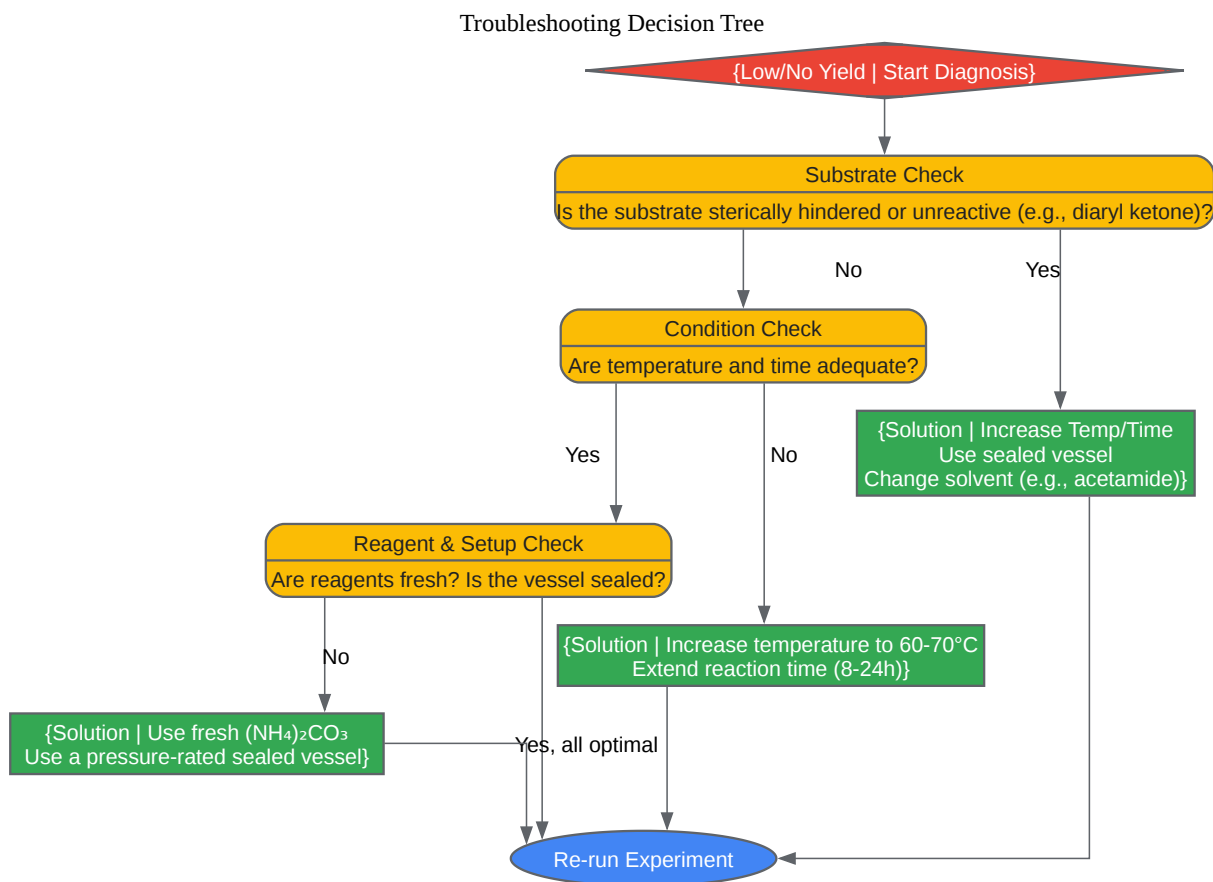 Troubleshooting Decision Tree
{Low/No Yield | Start Diagnosis}
Substrate Check
Is the substrate sterically hindered or unreactive (e.g., diaryl ketone)?
No
Yes
Condition Check
Are temperature and time adequate?
{Solution | Increase Temp/Time
Use sealed vessel
Change solvent (e.g., acetamide)}
Yes
No
Reagent & Setup Check
Are reagents fresh? Is the vessel sealed?
{Solution | Increase temperature to 60-70°C
Extend reaction time (8-24h)}
No
{Solution | Use fresh (NH₄)₂CO₃
Use a pressure-rated sealed vessel}
Yes, all optimal
Re-run Experiment